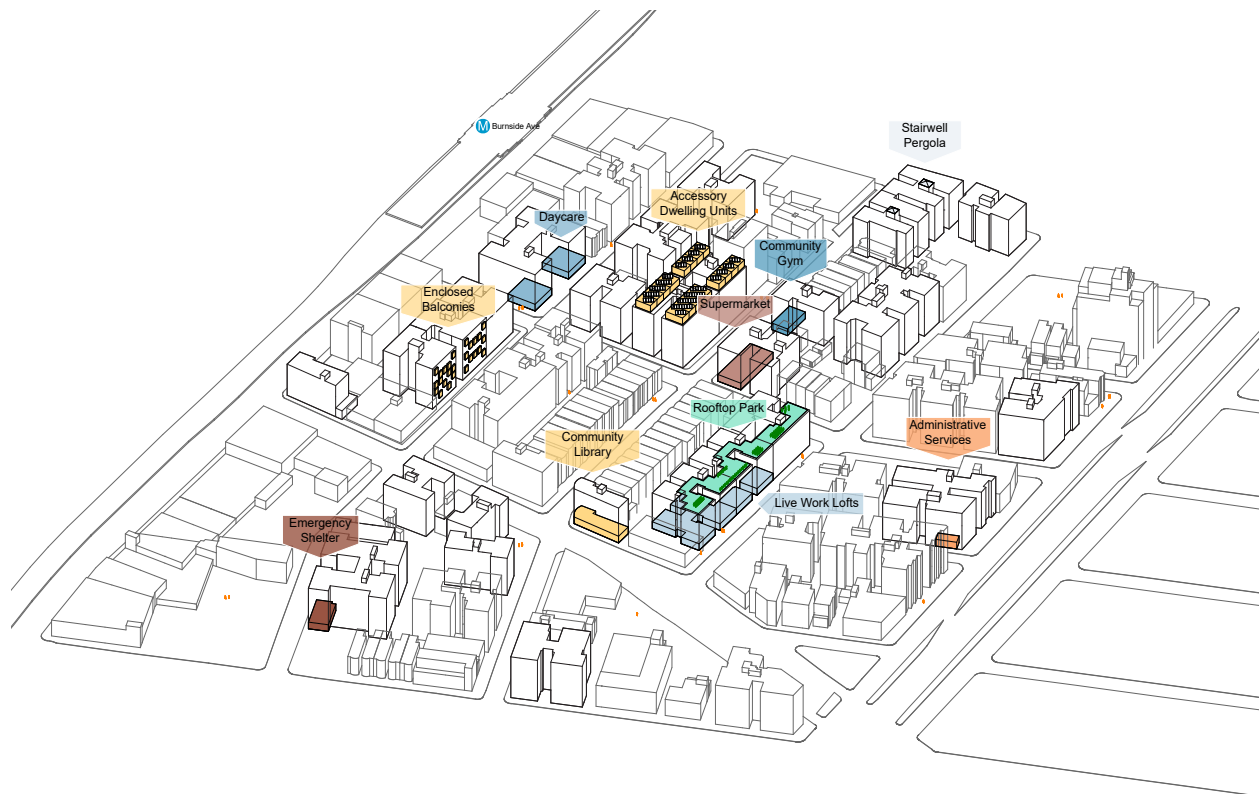 M Burnside Ave
Stairwell
Pergola
Accessory
Dwelling Units
Daycare
Community
Gym
Enclosed
Balconies
Supermarket
Rooftop Park
Administrative
Services
Community
Library
Live Work Lofts
Emergency
Shelter